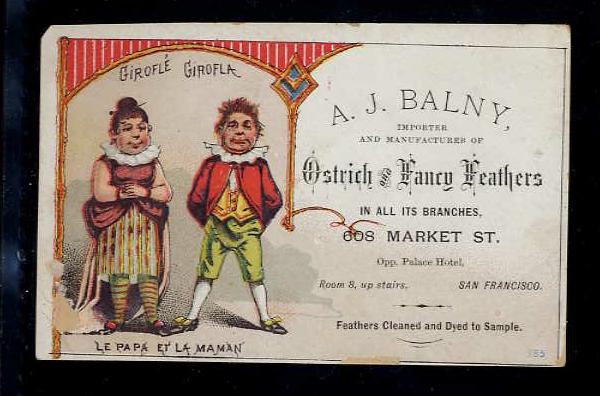 GIROFLÉ GIROFLA
LE PAPA ET LA MAMAN
A. J. BALNY,
IMPORTER
AND MANUFACTURER OF
Ostrich and Fancy Feathers
IN ALL ITS BRANCHES,
608 MARKET ST.
Opp. Palace Hotel,
Room 8, up stairs. SAN FRANCISCO.
Feathers Cleaned and Dyed to Sample.